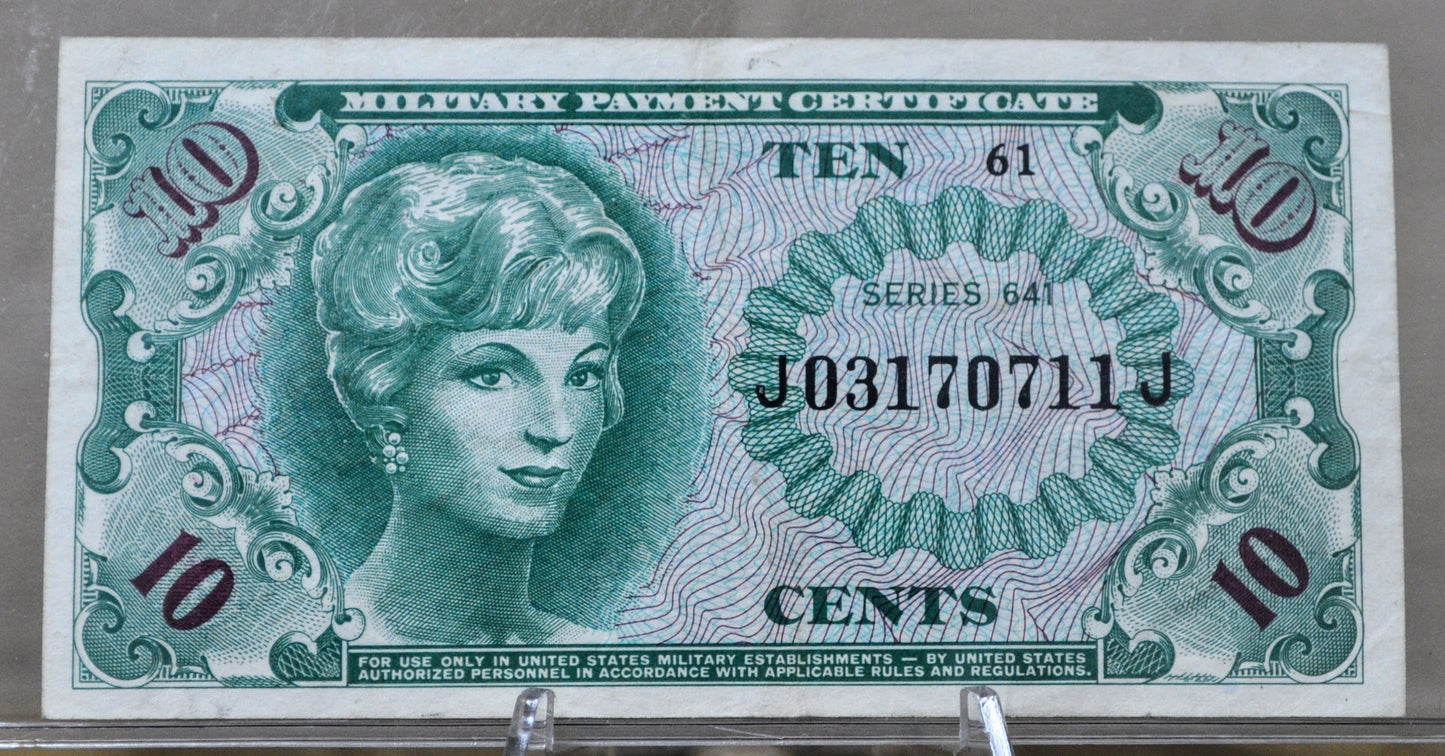 MILITARY PAYMENT CERTIFICATE
10
TEN 61
10
SERIES 641
J03170711J
10
CENTS
10
FOR USE ONLY IN UNITED STATES MILITARY ESTABLISHMENTS — BY UNITED STATES
AUTHORIZED PERSONNEL IN ACCORDANCE WITH APPLICABLE RULES AND REGULATIONS.